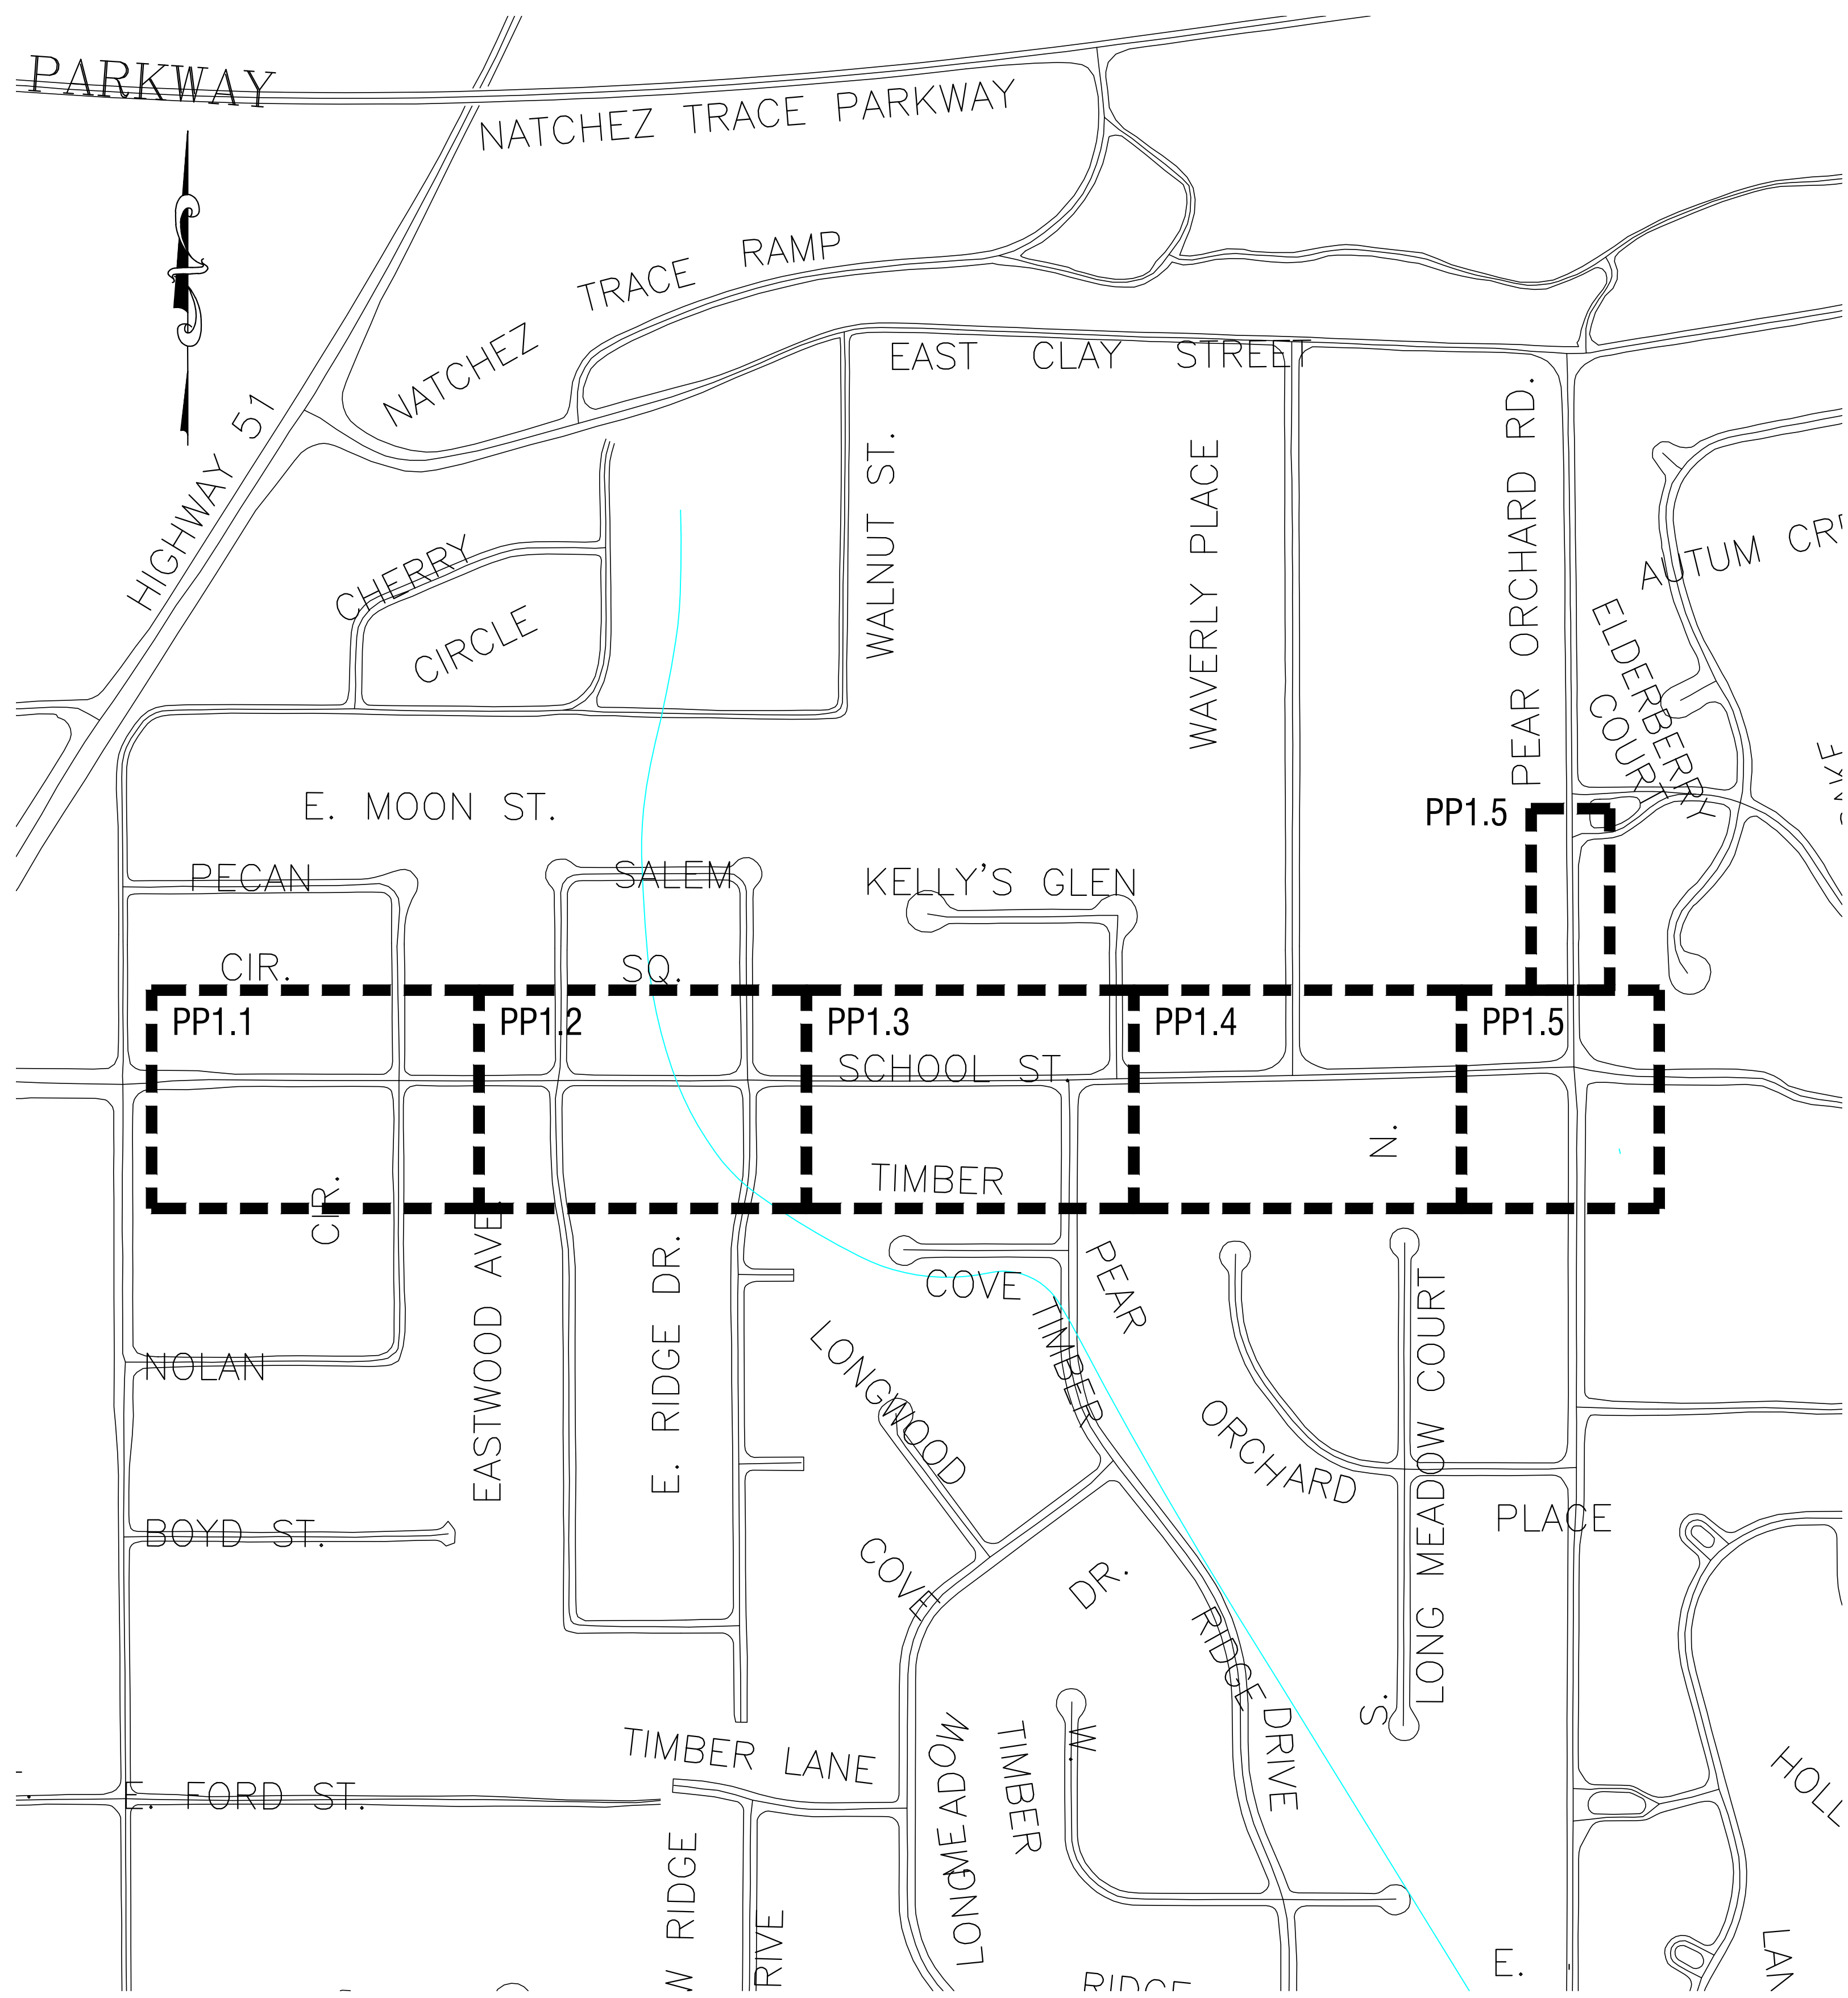 PARKWAY
NATCHEZ TRACE PARKWAY
NATCHEZ TRACE RAMP
EAST CLAY STREET
HIGHWAY 51
CHERRY
CIRCLE
WALNUT ST.
WAVERLY PLACE
PEAR ORCHARD RD.
AUTUM CR
ELDERBERRY
COURT
E. MOON ST.
PP1.5
PECAN
CIR.
SALEM
SQ.
KELLY'S GLEN
PP1.1
PP1.2
PP1.3
PP1.4
PP1.5
SCHOOL ST.
N.
TIMBER
COVE
CIR.
NOLAN
EASTWOOD AVE.
E. RIDGE DR.
LONGWOOD
COVE
TIMBER
RIDGE
DRIVE
PEAR
ORCHARD
PLACE
LONG MEADOW COURT
S.
BOYD ST.
DR.
TIMBER LANE
E. FORD ST.
LONGMEADOW
LONG
TIMBER
W.
HOLL
W RIDGE
RIVE
RIDGE
E.
LAN